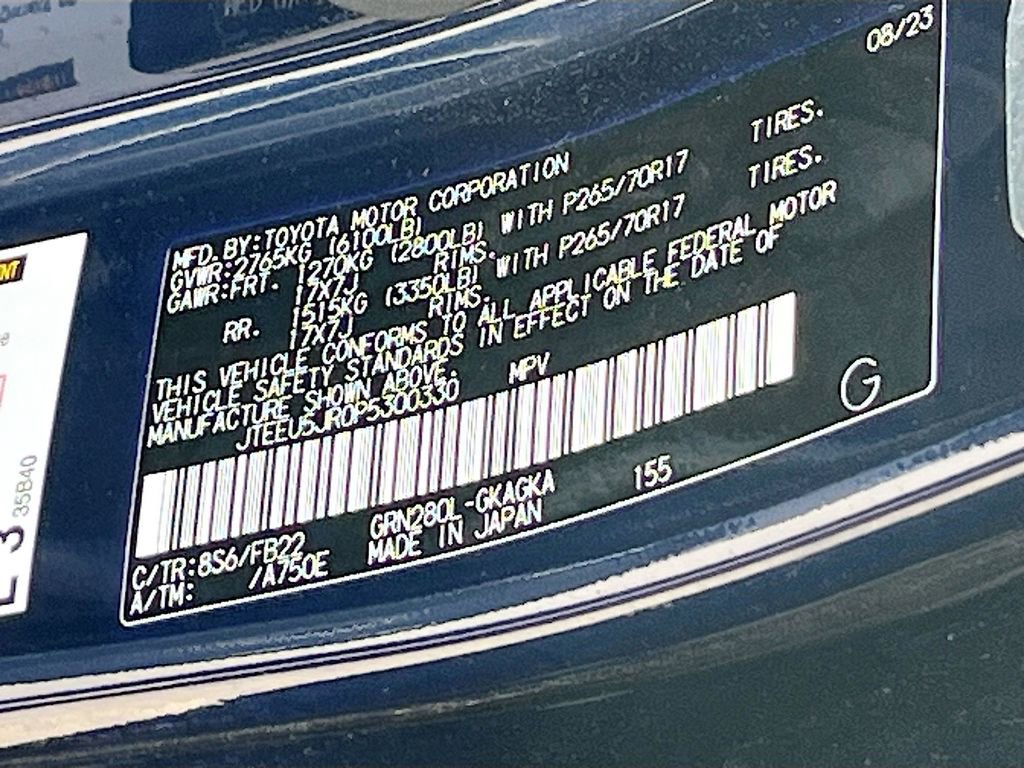 08/23
MFD. BY: TOYOTA MOTOR CORPORATION
GVWR: 2765KG (6100LB)
GAWR: FRT. 1270KG (2800LB) WITH P265/70R17 TIRES.
17X7J RIMS.
RR. 1515KG (3350LB) WITH P265/70R17 TIRES.
17X7J RIMS.
THIS VEHICLE CONFORMS TO ALL APPLICABLE FEDERAL MOTOR
VEHICLE SAFETY STANDARDS IN EFFECT ON THE DATE OF
MANUFACTURE SHOWN ABOVE.
JTEEU5JR0P5300330 MPV
G
C/TR: 8S6/FB22 GRN280L-GKAGKA 155
A/TM: /A750E MADE IN JAPAN
3
35B40